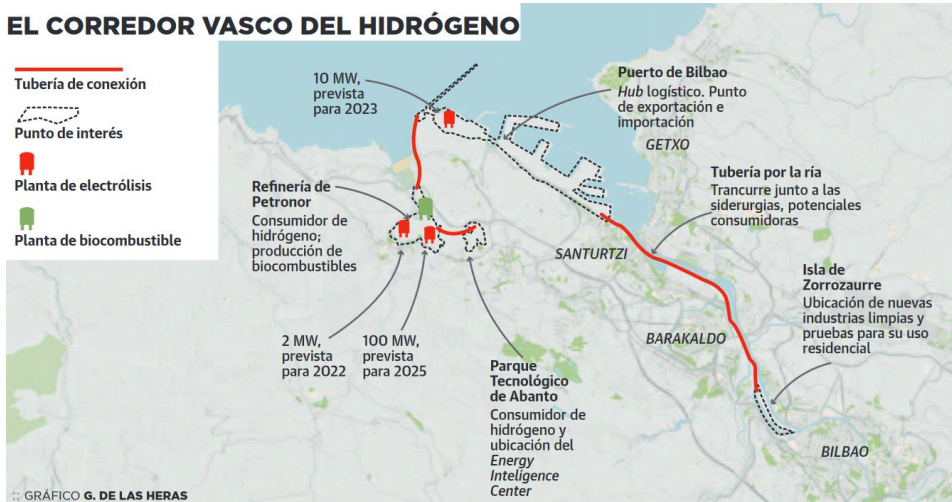 EL CORREDOR VASCO DEL HIDRÓGENO
Tubería de conexión
Punto de interés
Planta de electrólisis
Planta de biocombustible
10 MW,
prevista
para 2023
Puerto de Bilbao
Hub logístico. Punto
de exportación e
importación
GETXO
Refinería de
Petronor
Consumidor de
hidrógeno;
producción de
biocombustibles
Tubería por la ría
Trancurre junto a las
siderurgias, potenciales
consumidoras
SANTURTZI
Isla de
Zorrozaurre
Ubicación de nuevas
industrias limpias y
pruebas para su uso
residencial
BARAKALDO
2 MW,
prevista
para 2022
100 MW,
prevista
para 2025
Parque
Tecnológico
de Abanto
Consumidor de
hidrógeno y
ubicación del
Energy
Inteligence
Center
BILBAO
:: GRÁFICO G. DE LAS HERAS